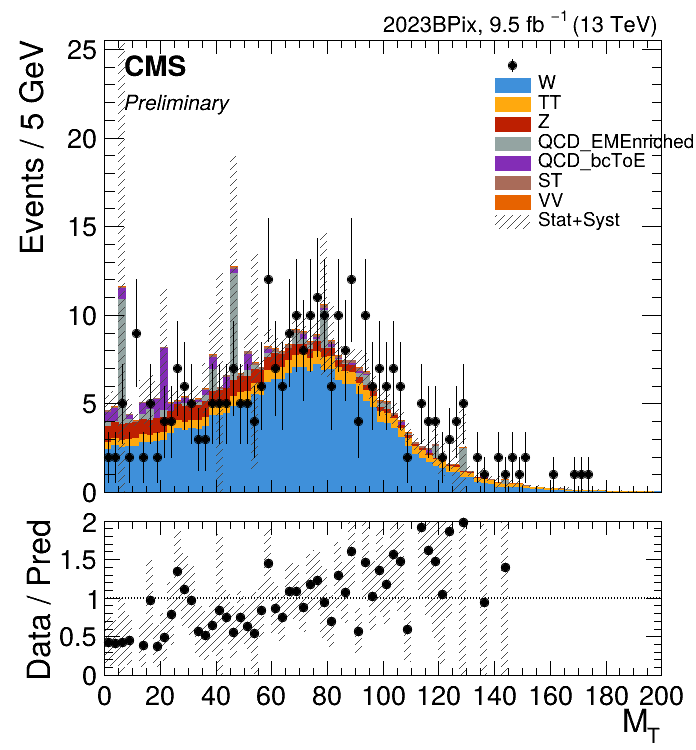 2023BPix, 9.5 fb⁻¹ (13 TeV)
CMS
Preliminary
W
TT
Z
QCD_EMEnriched
QCD_bcToE
ST
VV
Stat+Syst
Events / 5 GeV
25
20
15
10
5
0
Data / Pred
2
1.5
1
0.5
0
0 20 40 60 80 100 120 140 160 180 200
M_T